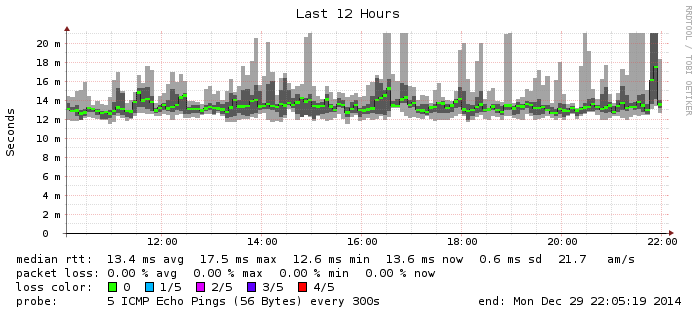 Last 12 Hours
RRDTOOL / TOBI OETIKER
Seconds
20 m
18 m
16 m
14 m
12 m
10 m
8 m
6 m
4 m
2 m
0
12:00 14:00 16:00 18:00 20:00 22:00
median rtt: 13.4 ms avg 17.5 ms max 12.6 ms min 13.6 ms now 0.6 ms sd 21.7 am/s
packet loss: 0.00 % avg 0.00 % max 0.00 % min 0.00 % now
loss color: 0 1/5 2/5 3/5 4/5
probe: 5 ICMP Echo Pings (56 Bytes) every 300s end: Mon Dec 29 22:05:19 2014